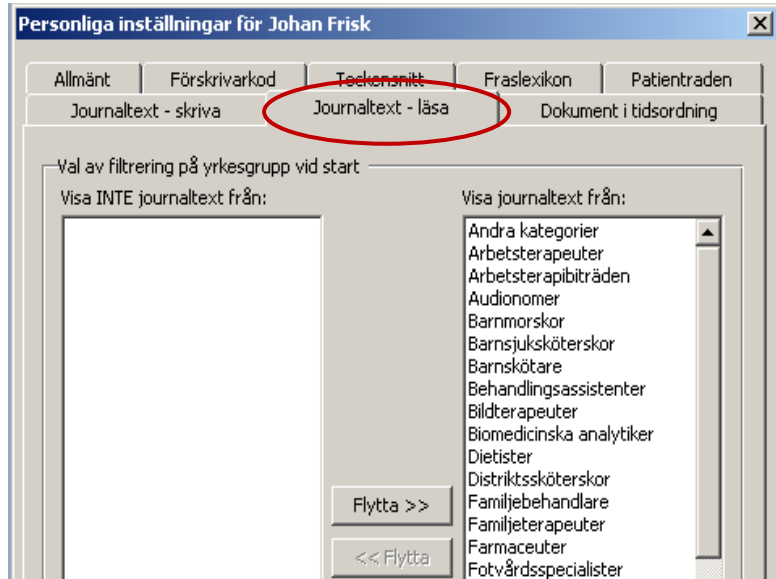 Personliga inställningar för Johan Frisk
Allmänt Förskrivarkod Teckensnitt Fraslexikon Patientraden
Journaltext - skriva Journaltext - läsa Dokument i tidsordning
Val av filtrering på yrkesgrupp vid start
Visa INTE journaltext från:
Visa journaltext från:
Andra kategorier
Arbetsterapeuter
Arbetsterapibiträden
Audionomer
Barnmorskor
Barnsjuksköterskor
Barnskötare
Behandlingsassistenter
Bildterapeuter
Biomedicinska analytiker
Dietister
Distriktssköterskor
Familjebehandlare
Familjeterapeuter
Farmaceuter
Fotvårdsspecialister
Flytta >>
<< Flytta